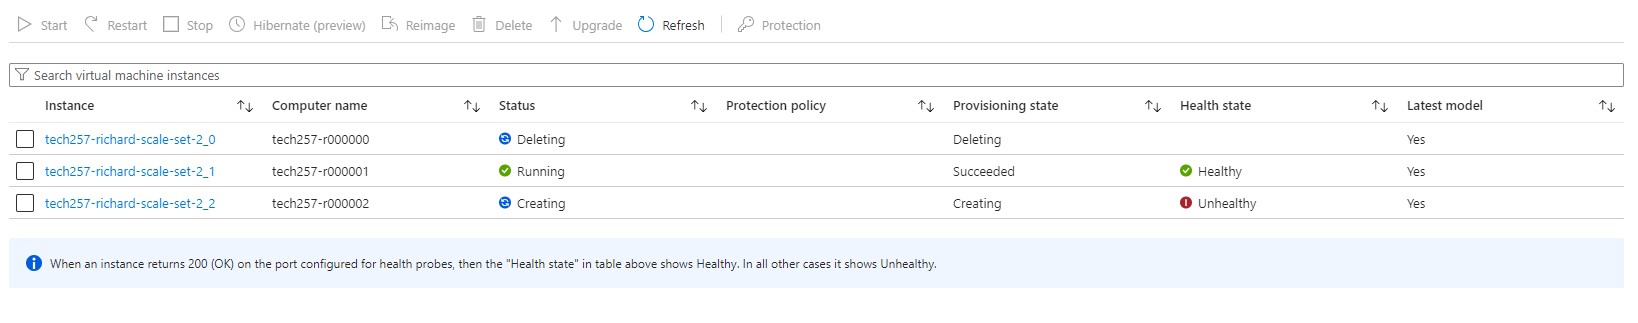 Start Restart Stop Hibernate (preview) Reimage Delete Upgrade Refresh Protection
Search virtual machine instances
Instance Computer name Status Protection policy Provisioning state Health state Latest model
tech257-richard-scale-set-2_0 tech257-r000000 Deleting Deleting Yes
tech257-richard-scale-set-2_1 tech257-r000001 Running Succeeded Healthy Yes
tech257-richard-scale-set-2_2 tech257-r000002 Creating Creating Unhealthy Yes
When an instance returns 200 (OK) on the port configured for health probes, then the "Health state" in table above shows Healthy. In all other cases it shows Unhealthy.